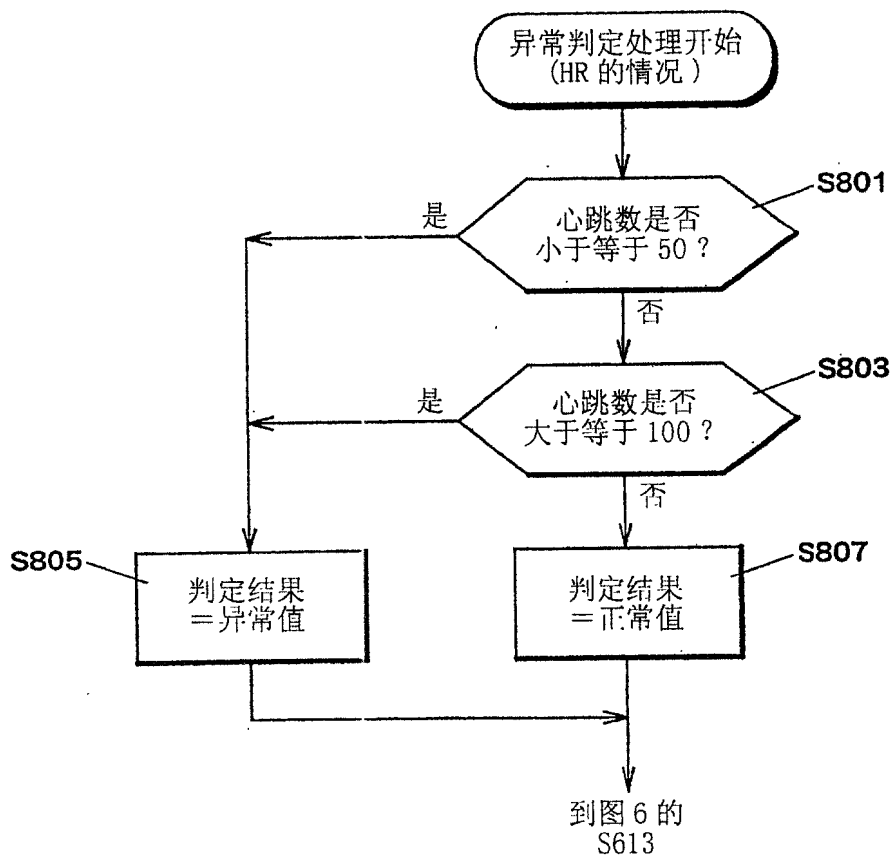 异常判定处理开始
(HR 的情况)
S801
心跳数是否
小于等于 50 ?
是
否
S803
心跳数是否
大于等于 100 ?
是
否
S805
判定结果
=异常值
S807
判定结果
=正常值
到图 6 的
S613